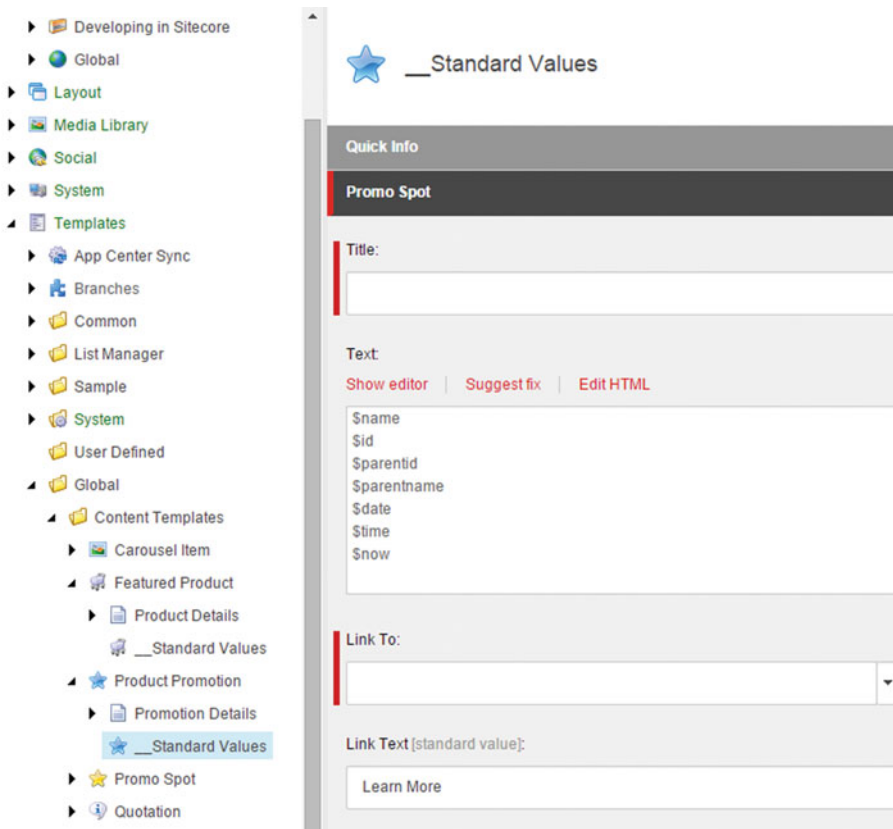 Developing in Sitecore
Global
Layout
Media Library
Social
System
Templates
App Center Sync
Branches
Common
List Manager
Sample
System
User Defined
Global
Content Templates
Carousel Item
Featured Product
Product Details
__Standard Values
Product Promotion
Promotion Details
__Standard Values
Promo Spot
Quotation
__Standard Values
Quick Info
Promo Spot
Title:
Text:
Show editor | Suggest fix | Edit HTML
$name
$id
$parentid
$parentname
$date
$time
$now
Link To:
Link Text [standard value]:
Learn More